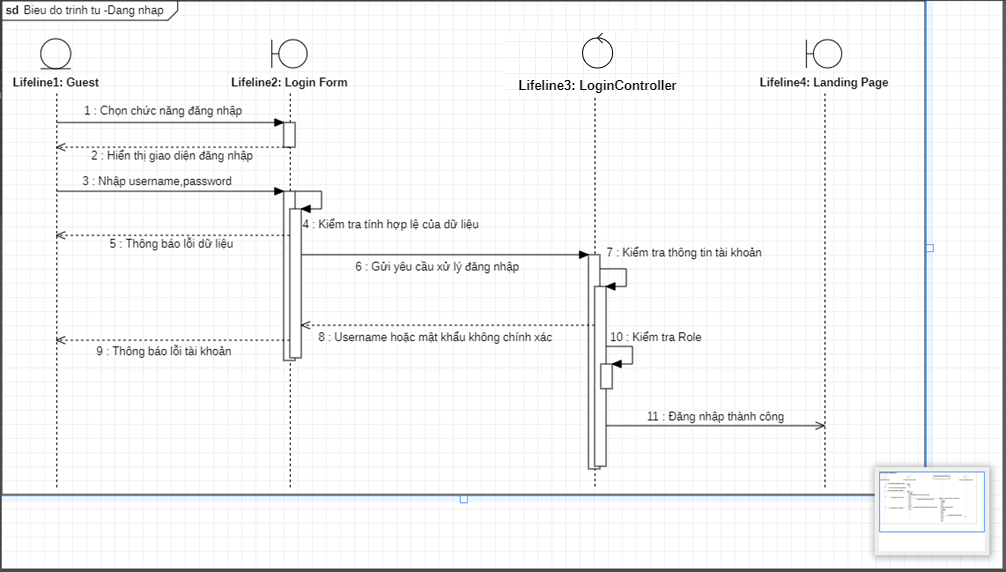 sd Bieu do trinh tu -Dang nhap
Lifeline1: Guest
Lifeline2: Login Form
Lifeline3: LoginController
Lifeline4: Landing Page
1 : Chọn chức năng đăng nhập
2 : Hiển thị giao diện đăng nhập
3 : Nhập username,password
4 : Kiểm tra tính hợp lệ của dữ liệu
5 : Thông báo lỗi dữ liệu
6 : Gửi yêu cầu xử lý đăng nhập
7 : Kiểm tra thông tin tài khoản
8 : Username hoặc mật khẩu không chính xác
9 : Thông báo lỗi tài khoản
10 : Kiểm tra Role
11 : Đăng nhập thành công